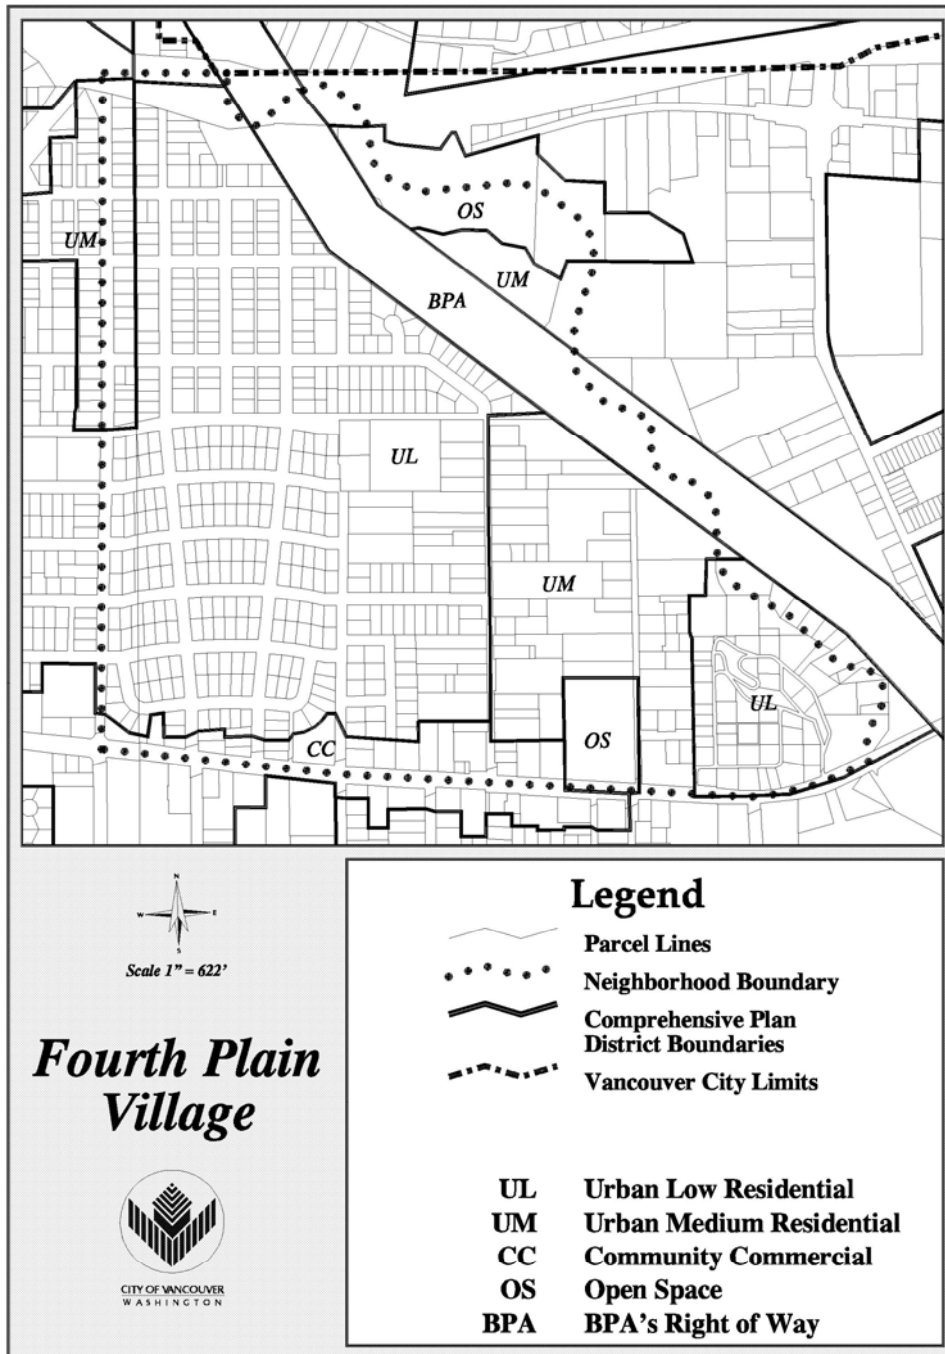 OS
UM
UM
BPA
UL
UM
UL
OS
CC
N
W E
S
Scale 1" = 622'
Fourth Plain
Village
CITY OF VANCOUVER
WASHINGTON
Legend
Parcel Lines
Neighborhood Boundary
Comprehensive Plan
District Boundaries
Vancouver City Limits
UL Urban Low Residential
UM Urban Medium Residential
CC Community Commercial
OS Open Space
BPA BPA's Right of Way